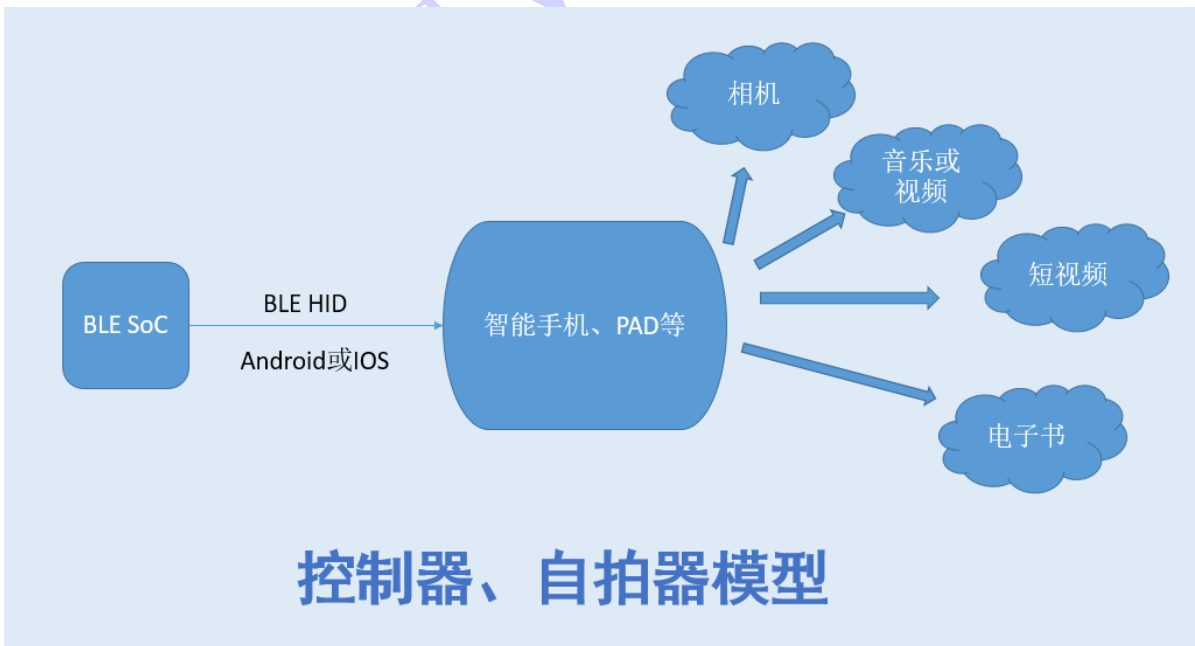 相机
音乐或
视频
短视频
BLE SoC
BLE HID
Android或IOS
智能手机、PAD等
电子书
控制器、自拍器模型